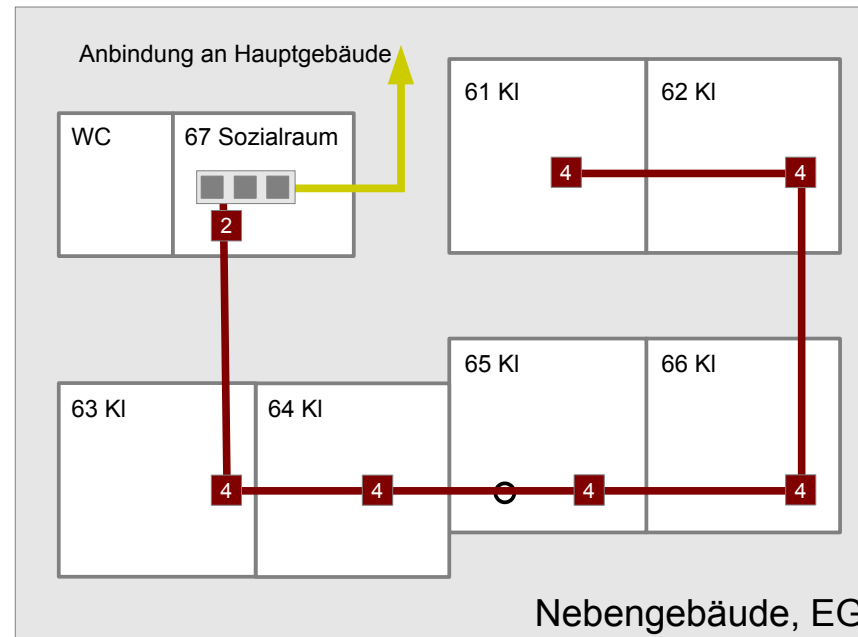 Anbindung an Hauptgebäude
61 Kl
62 Kl
WC
67 Sozialraum
4
4
2
65 Kl
66 Kl
63 Kl
64 Kl
4
4
4
4
Nebengebäude, EG